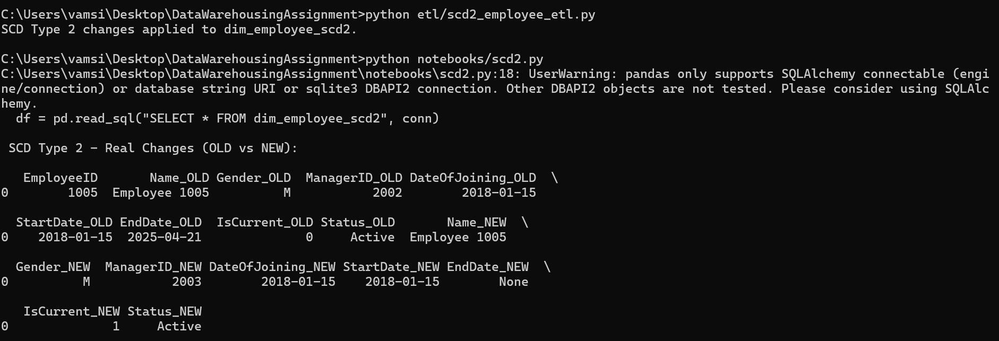 C:\Users\vamsi\Desktop\DataWarehousingAssignment>python etl/scd2_employee_etl.py
SCD Type 2 changes applied to dim_employee_scd2.
C:\Users\vamsi\Desktop\DataWarehousingAssignment>python notebooks/scd2.py
C:\Users\vamsi\Desktop\DataWarehousingAssignment\notebooks\scd2.py:18: UserWarning: pandas only supports SQLAlchemy connectable (engi
ne/connection) or database string URI or sqlite3 DBAPI2 connection. Other DBAPI2 objects are not tested. Please consider using SQLAlc
hemy.
  df = pd.read_sql("SELECT * FROM dim_employee_scd2", conn)
 SCD Type 2 - Real Changes (OLD vs NEW):
   EmployeeID       Name_OLD Gender_OLD  ManagerID_OLD DateOfJoining_OLD  \
0        1005  Employee 1005          M           2002        2018-01-15
  StartDate_OLD EndDate_OLD  IsCurrent_OLD Status_OLD       Name_NEW  \
0    2018-01-15  2025-04-21              0     Active  Employee 1005
  Gender_NEW  ManagerID_NEW DateOfJoining_NEW StartDate_NEW EndDate_NEW  \
0          M           2003        2018-01-15    2018-01-15        None
   IsCurrent_NEW Status_NEW
0              1     Active